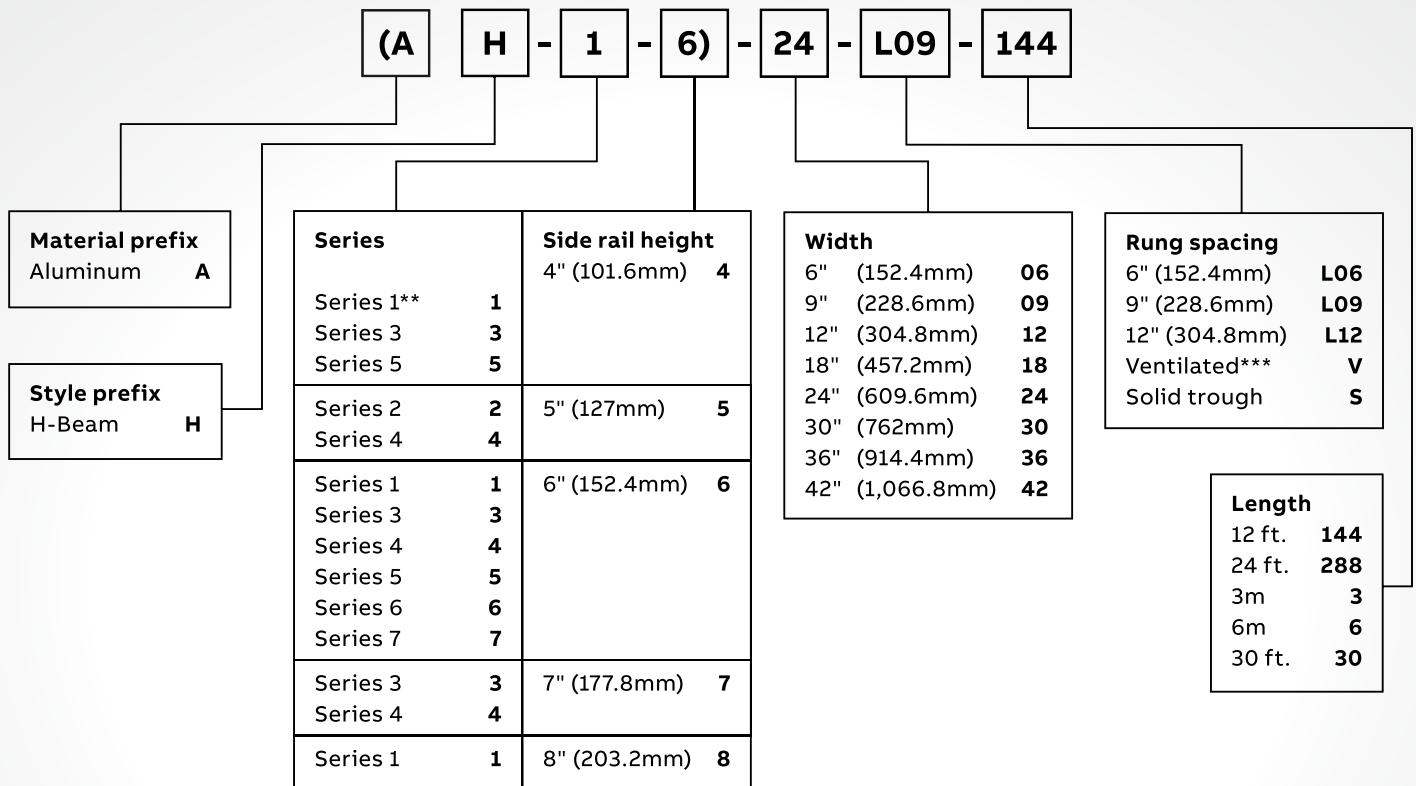 (A H - 1 - 6) - 24 - L09 - 144
Material prefix
Aluminum A
Style prefix
H-Beam H
Series Side rail height
4" (101.6mm) 4
Series 1** 1
Series 3 3
Series 5 5
Series 2 2 5" (127mm) 5
Series 4 4
Series 1 1 6" (152.4mm) 6
Series 3 3
Series 4 4
Series 5 5
Series 6 6
Series 7 7
Series 3 3 7" (177.8mm) 7
Series 4 4
Series 1 1 8" (203.2mm) 8
Width
6" (152.4mm) 06
9" (228.6mm) 09
12" (304.8mm) 12
18" (457.2mm) 18
24" (609.6mm) 24
30" (762mm) 30
36" (914.4mm) 36
42" (1,066.8mm) 42
Rung spacing
6" (152.4mm) L06
9" (228.6mm) L09
12" (304.8mm) L12
Ventilated*** V
Solid trough S
Length
12 ft. 144
24 ft. 288
3m 3
6m 6
30 ft. 30